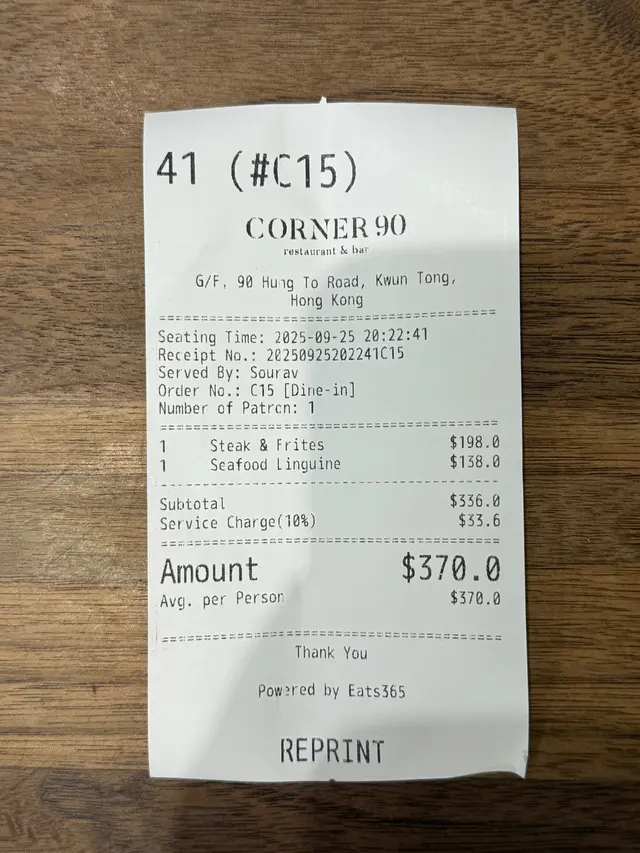 41 (#C15)
CORNER 90
restaurant & bar
G/F, 90 Hung To Road, Kwun Tong,
Hong Kong
Seating Time: 2025-09-25 20:22:41
Receipt No.: 20250925202241C15
Served By: Sourav
Order No.: C15 [Dine-in]
Number of Patron: 1
1 Steak & Frites $198.0
1 Seafood Linguine $138.0
Subtotal $336.0
Service Charge(10%) $33.6
Amount $370.0
Avg. per Person $370.0
Thank You
Powered by Eats365
REPRINT